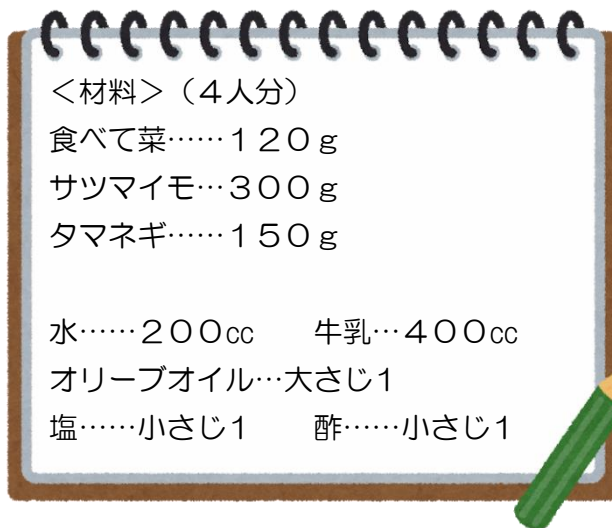 ＜材料＞（４人分）
食べて菜……１２０ｇ
サツマイモ…３００ｇ
タマネギ……１５０ｇ
水……２００㏄　　牛乳…４００㏄
オリーブオイル…大さじ１
塩……小さじ１　　酢……小さじ１